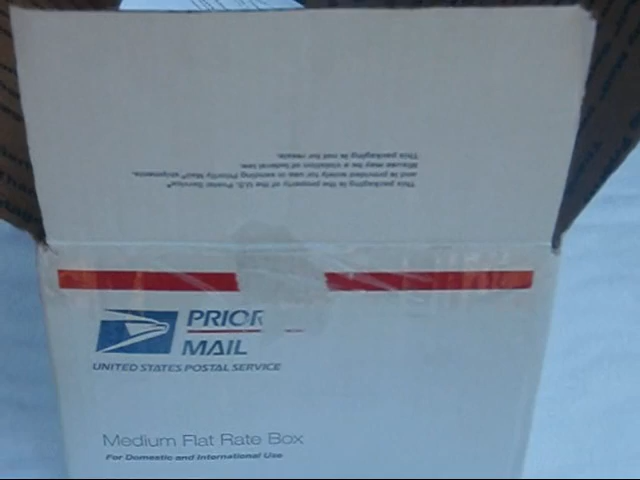 This packaging is the property of the U.S. Postal Service®
and is provided solely for use in sending Priority Mail® shipments.
Misuse may be a violation of federal law.
This packaging is not for resale.
PRIOR
MAIL
UNITED STATES POSTAL SERVICE
Medium Flat Rate Box
For Domestic and International Use